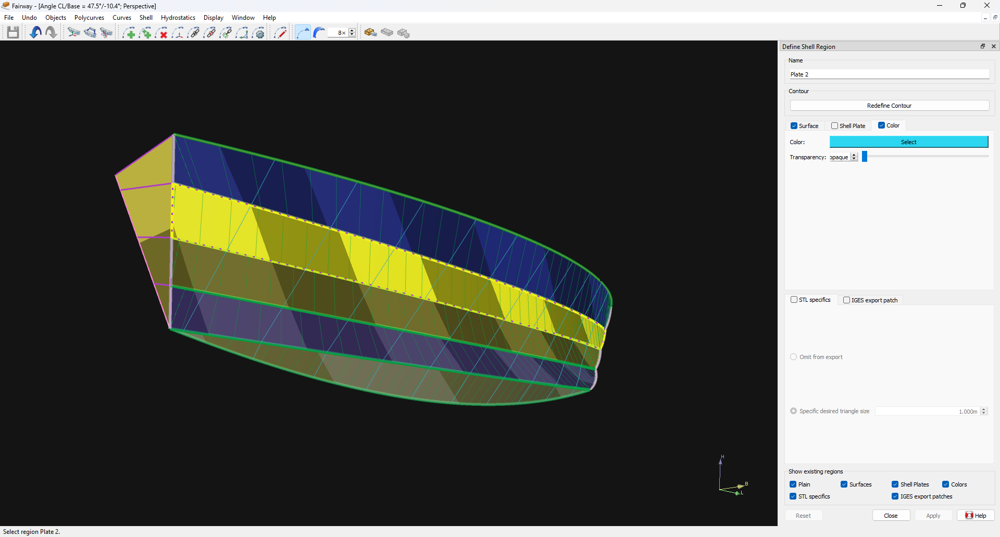 Fairway - [Angle CL/Base = 47.5°/-10.4°; Perspective]
File Undo Objects Polycurves Curves Shell Hydrostatics Display Window Help
8×
Define Shell Region
Name
Plate 2
Contour
Redefine Contour
Surface Shell Plate Color
Color: Select
Transparency: opaque
STL specifics IGES export patch
Omit from export
Specific desired triangle size 1.000m
H
B
L
Show existing regions
Plain Surfaces Shell Plates Colors
STL specifics IGES export patches
Reset Close Apply Help
Select region Plate 2.